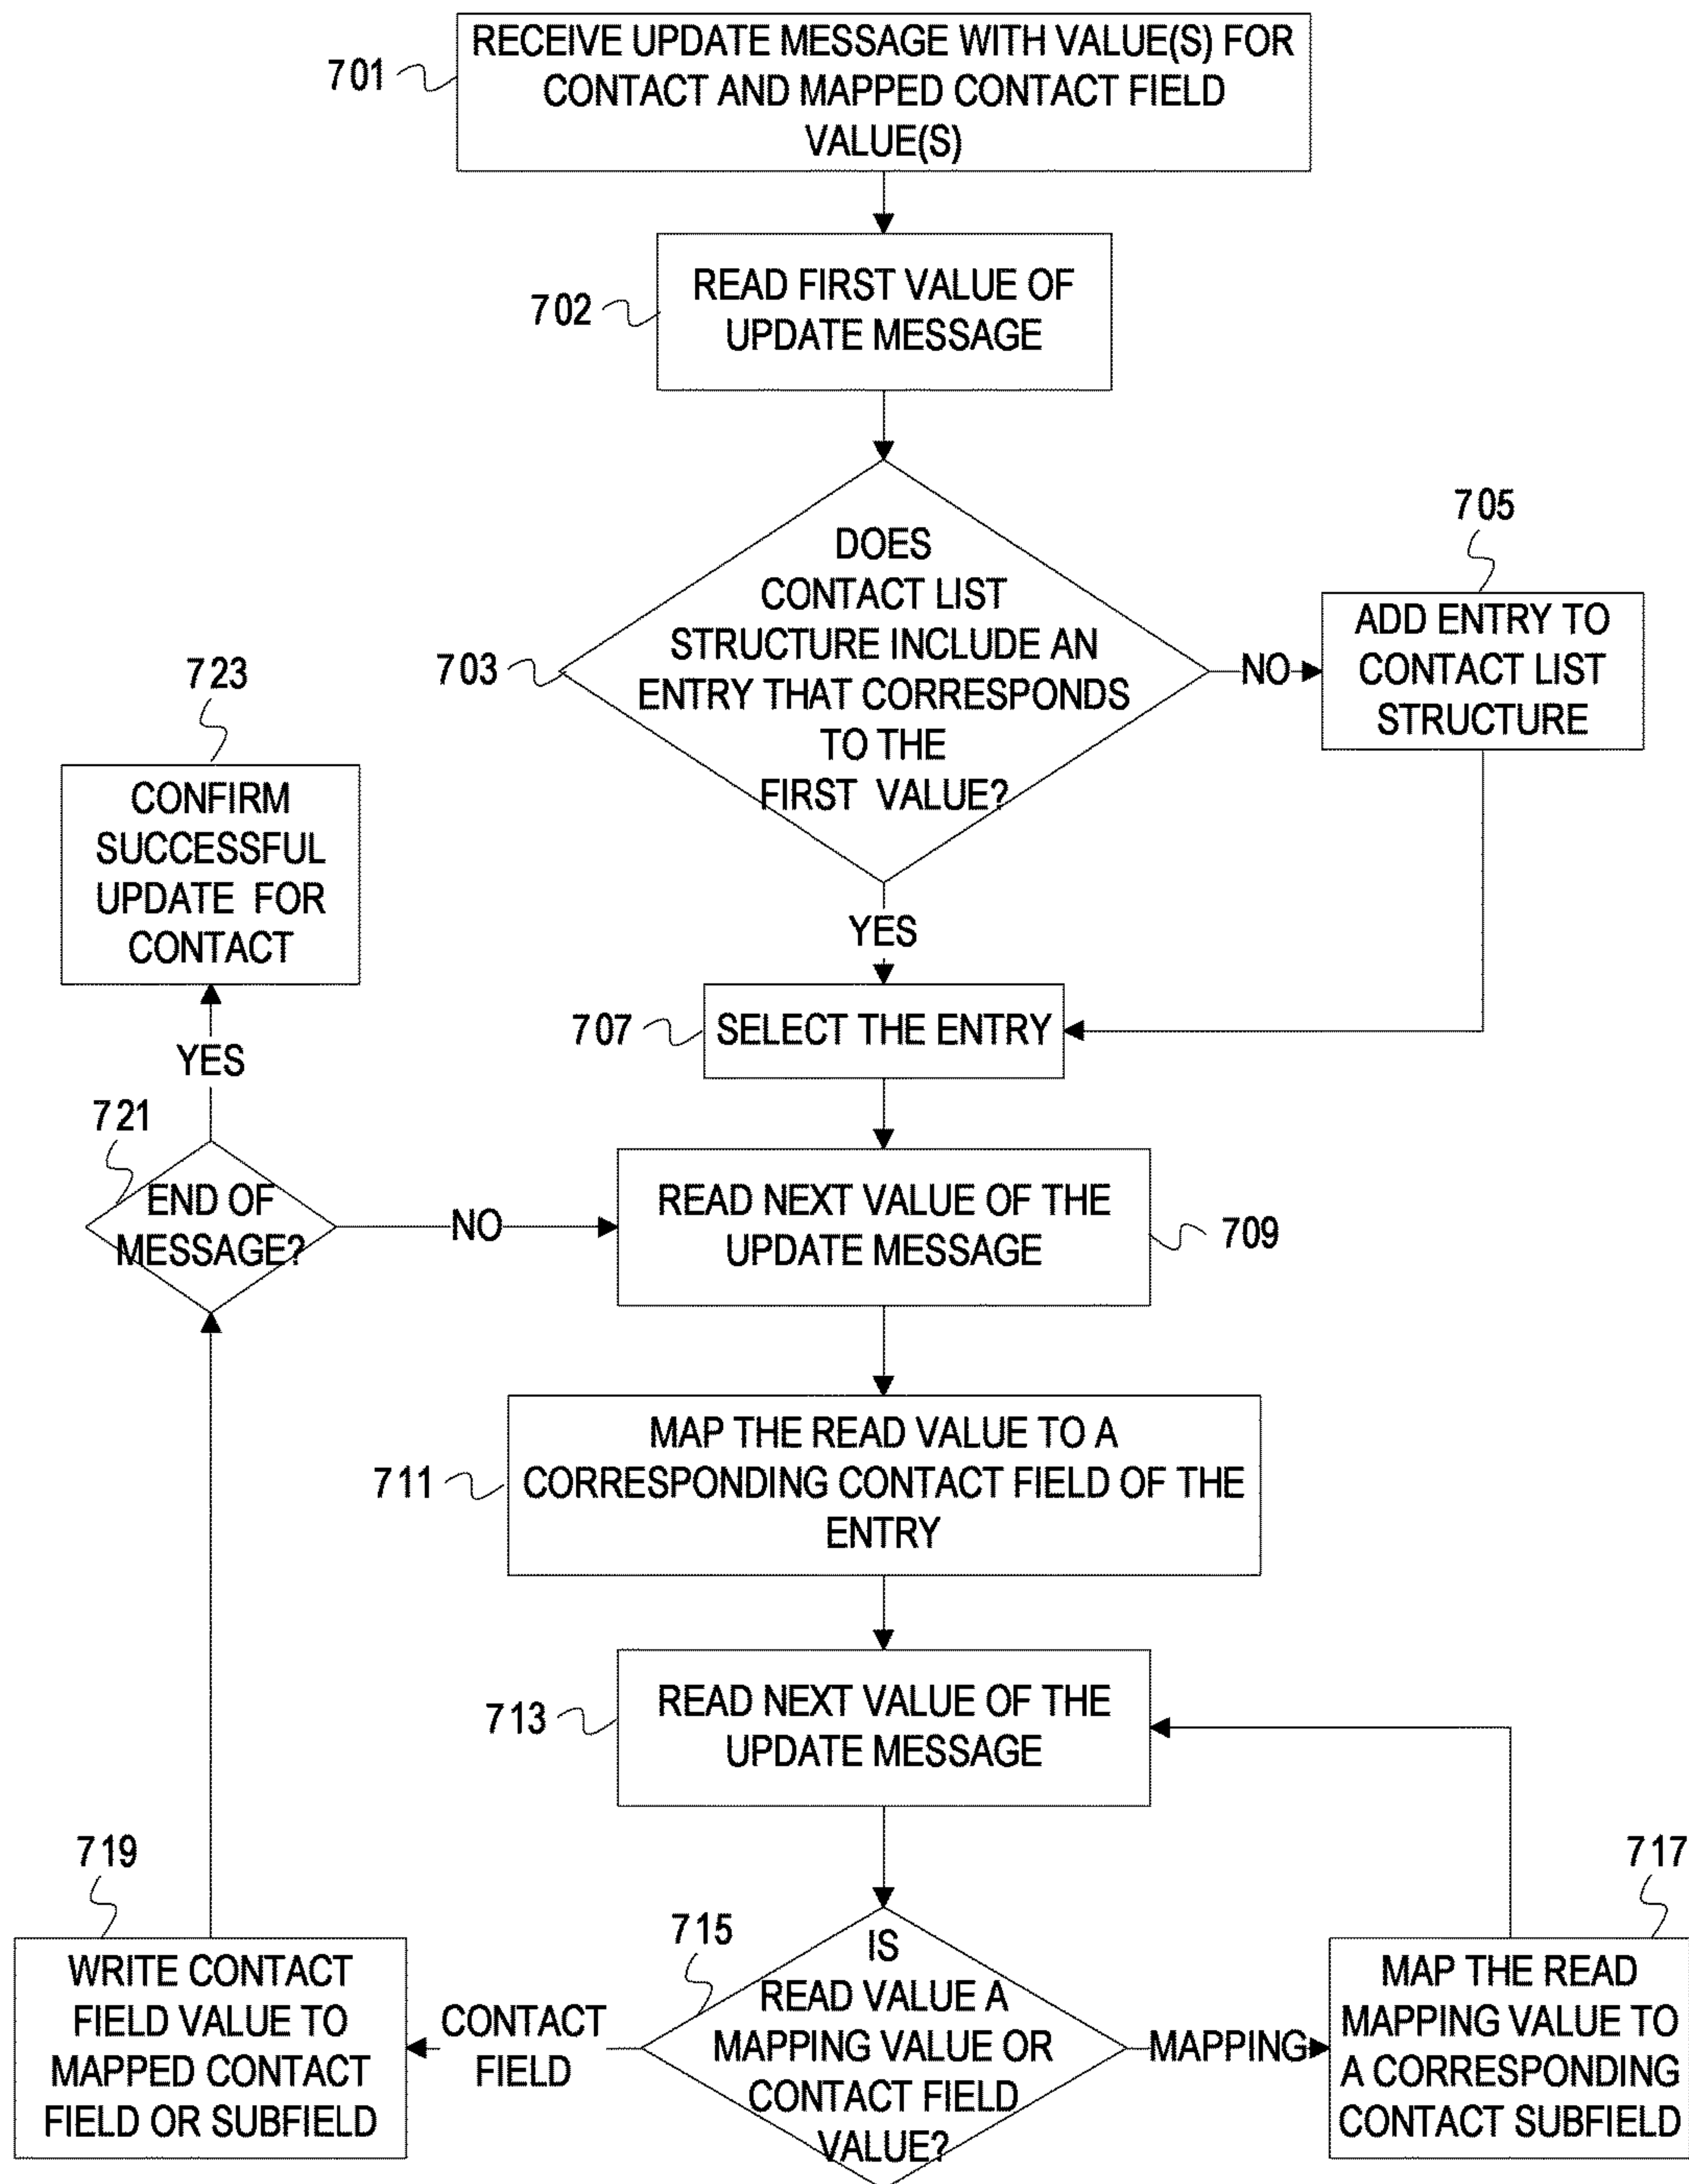 701
RECEIVE UPDATE MESSAGE WITH VALUE(S) FOR
CONTACT AND MAPPED CONTACT FIELD
VALUE(S)
702
READ FIRST VALUE OF
UPDATE MESSAGE
703
DOES
CONTACT LIST
STRUCTURE INCLUDE AN
ENTRY THAT CORRESPONDS
TO THE
FIRST VALUE?
NO
705
ADD ENTRY TO
CONTACT LIST
STRUCTURE
YES
707
SELECT THE ENTRY
709
READ NEXT VALUE OF THE
UPDATE MESSAGE
711
MAP THE READ VALUE TO A
CORRESPONDING CONTACT FIELD OF THE
ENTRY
713
READ NEXT VALUE OF THE
UPDATE MESSAGE
715
IS
READ VALUE A
MAPPING VALUE OR
CONTACT FIELD
VALUE?
MAPPING
717
MAP THE READ
MAPPING VALUE TO
A CORRESPONDING
CONTACT SUBFIELD
CONTACT
FIELD
719
WRITE CONTACT
FIELD VALUE TO
MAPPED CONTACT
FIELD OR SUBFIELD
721
END OF
MESSAGE?
NO
YES
723
CONFIRM
SUCCESSFUL
UPDATE FOR
CONTACT